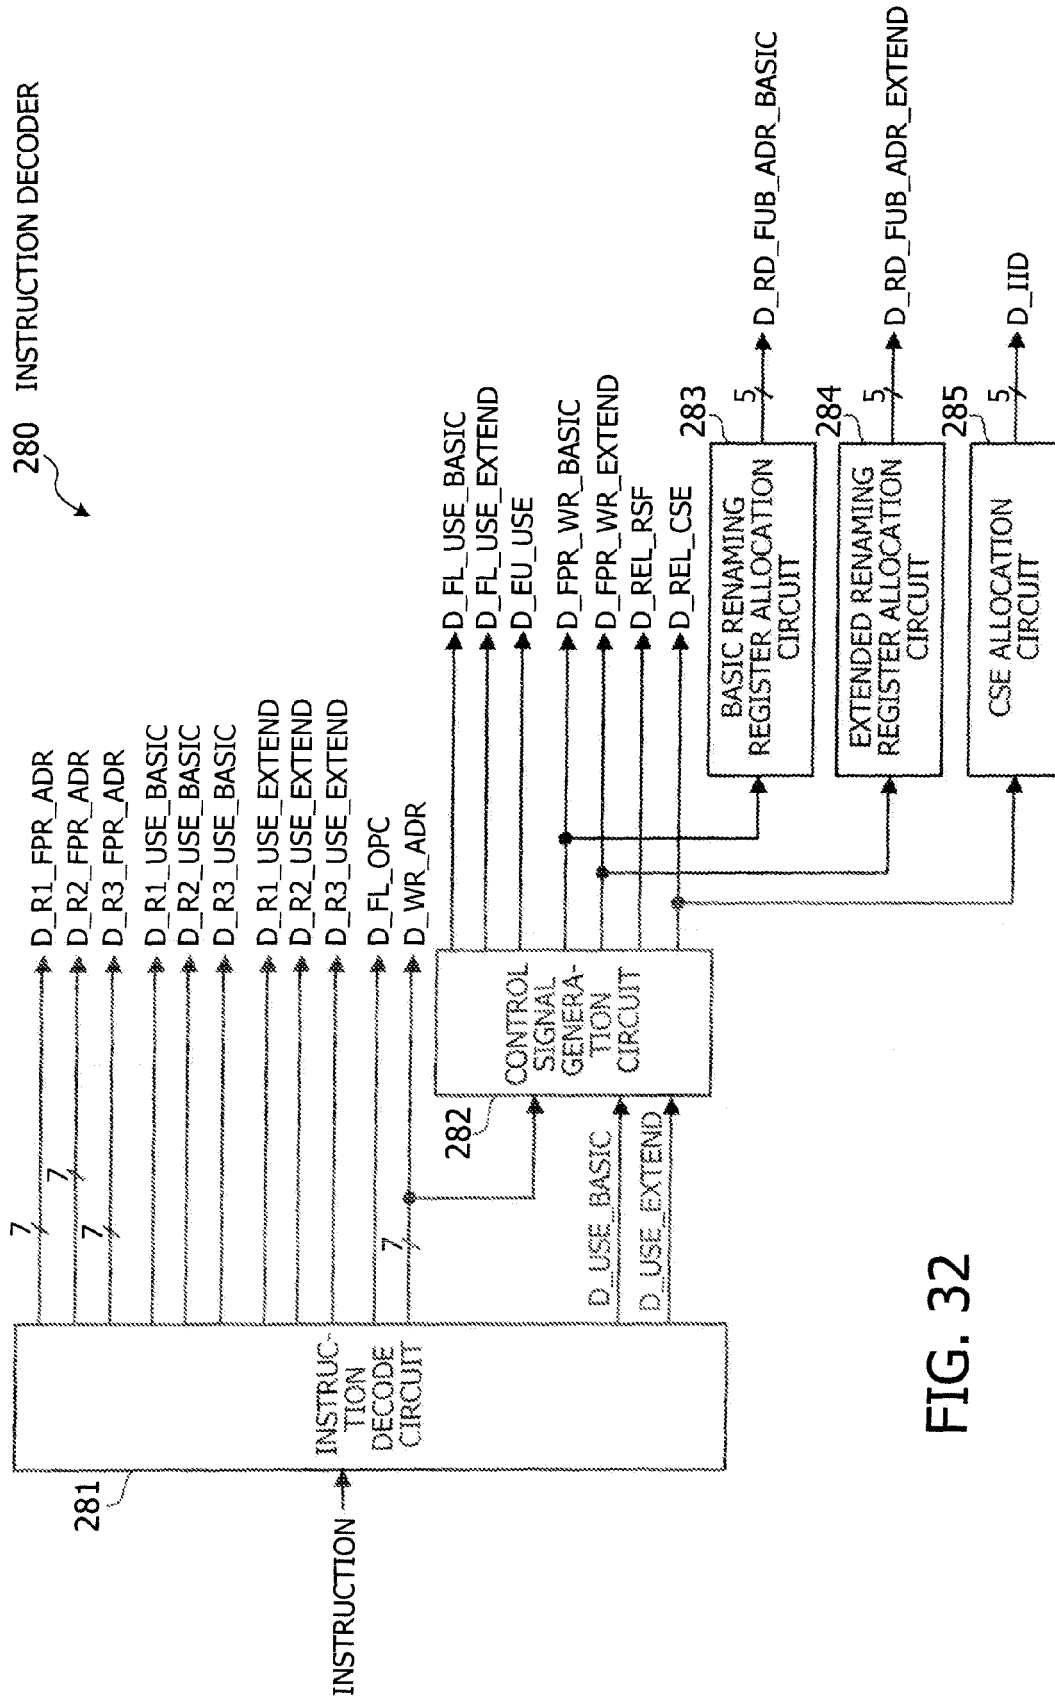 280 INSTRUCTION DECODER
281
INSTRUCTION
INSTRUC-
TION
DECODE
CIRCUIT
7
7
7
7
D_R1_FPR_ADR
D_R2_FPR_ADR
D_R3_FPR_ADR
D_R1_USE_BASIC
D_R2_USE_BASIC
D_R3_USE_BASIC
D_R1_USE_EXTEND
D_R2_USE_EXTEND
D_R3_USE_EXTEND
D_FL_OPC
D_WR_ADR
D_USE_BASIC
D_USE_EXTEND
282
CONTROL
SIGNAL
GENERA-
TION
CIRCUIT
D_FL_USE_BASIC
D_FL_USE_EXTEND
D_EU_USE
D_FPR_WR_BASIC
D_FPR_WR_EXTEND
D_REL_RSF
D_REL_CSE
283
BASIC RENAMING
REGISTER ALLOCATION
CIRCUIT
5
D_RD_FUB_ADR_BASIC
284
EXTENDED RENAMING
REGISTER ALLOCATION
CIRCUIT
5
D_RD_FUB_ADR_EXTEND
285
CSE ALLOCATION
CIRCUIT
5
D_IID
FIG. 32